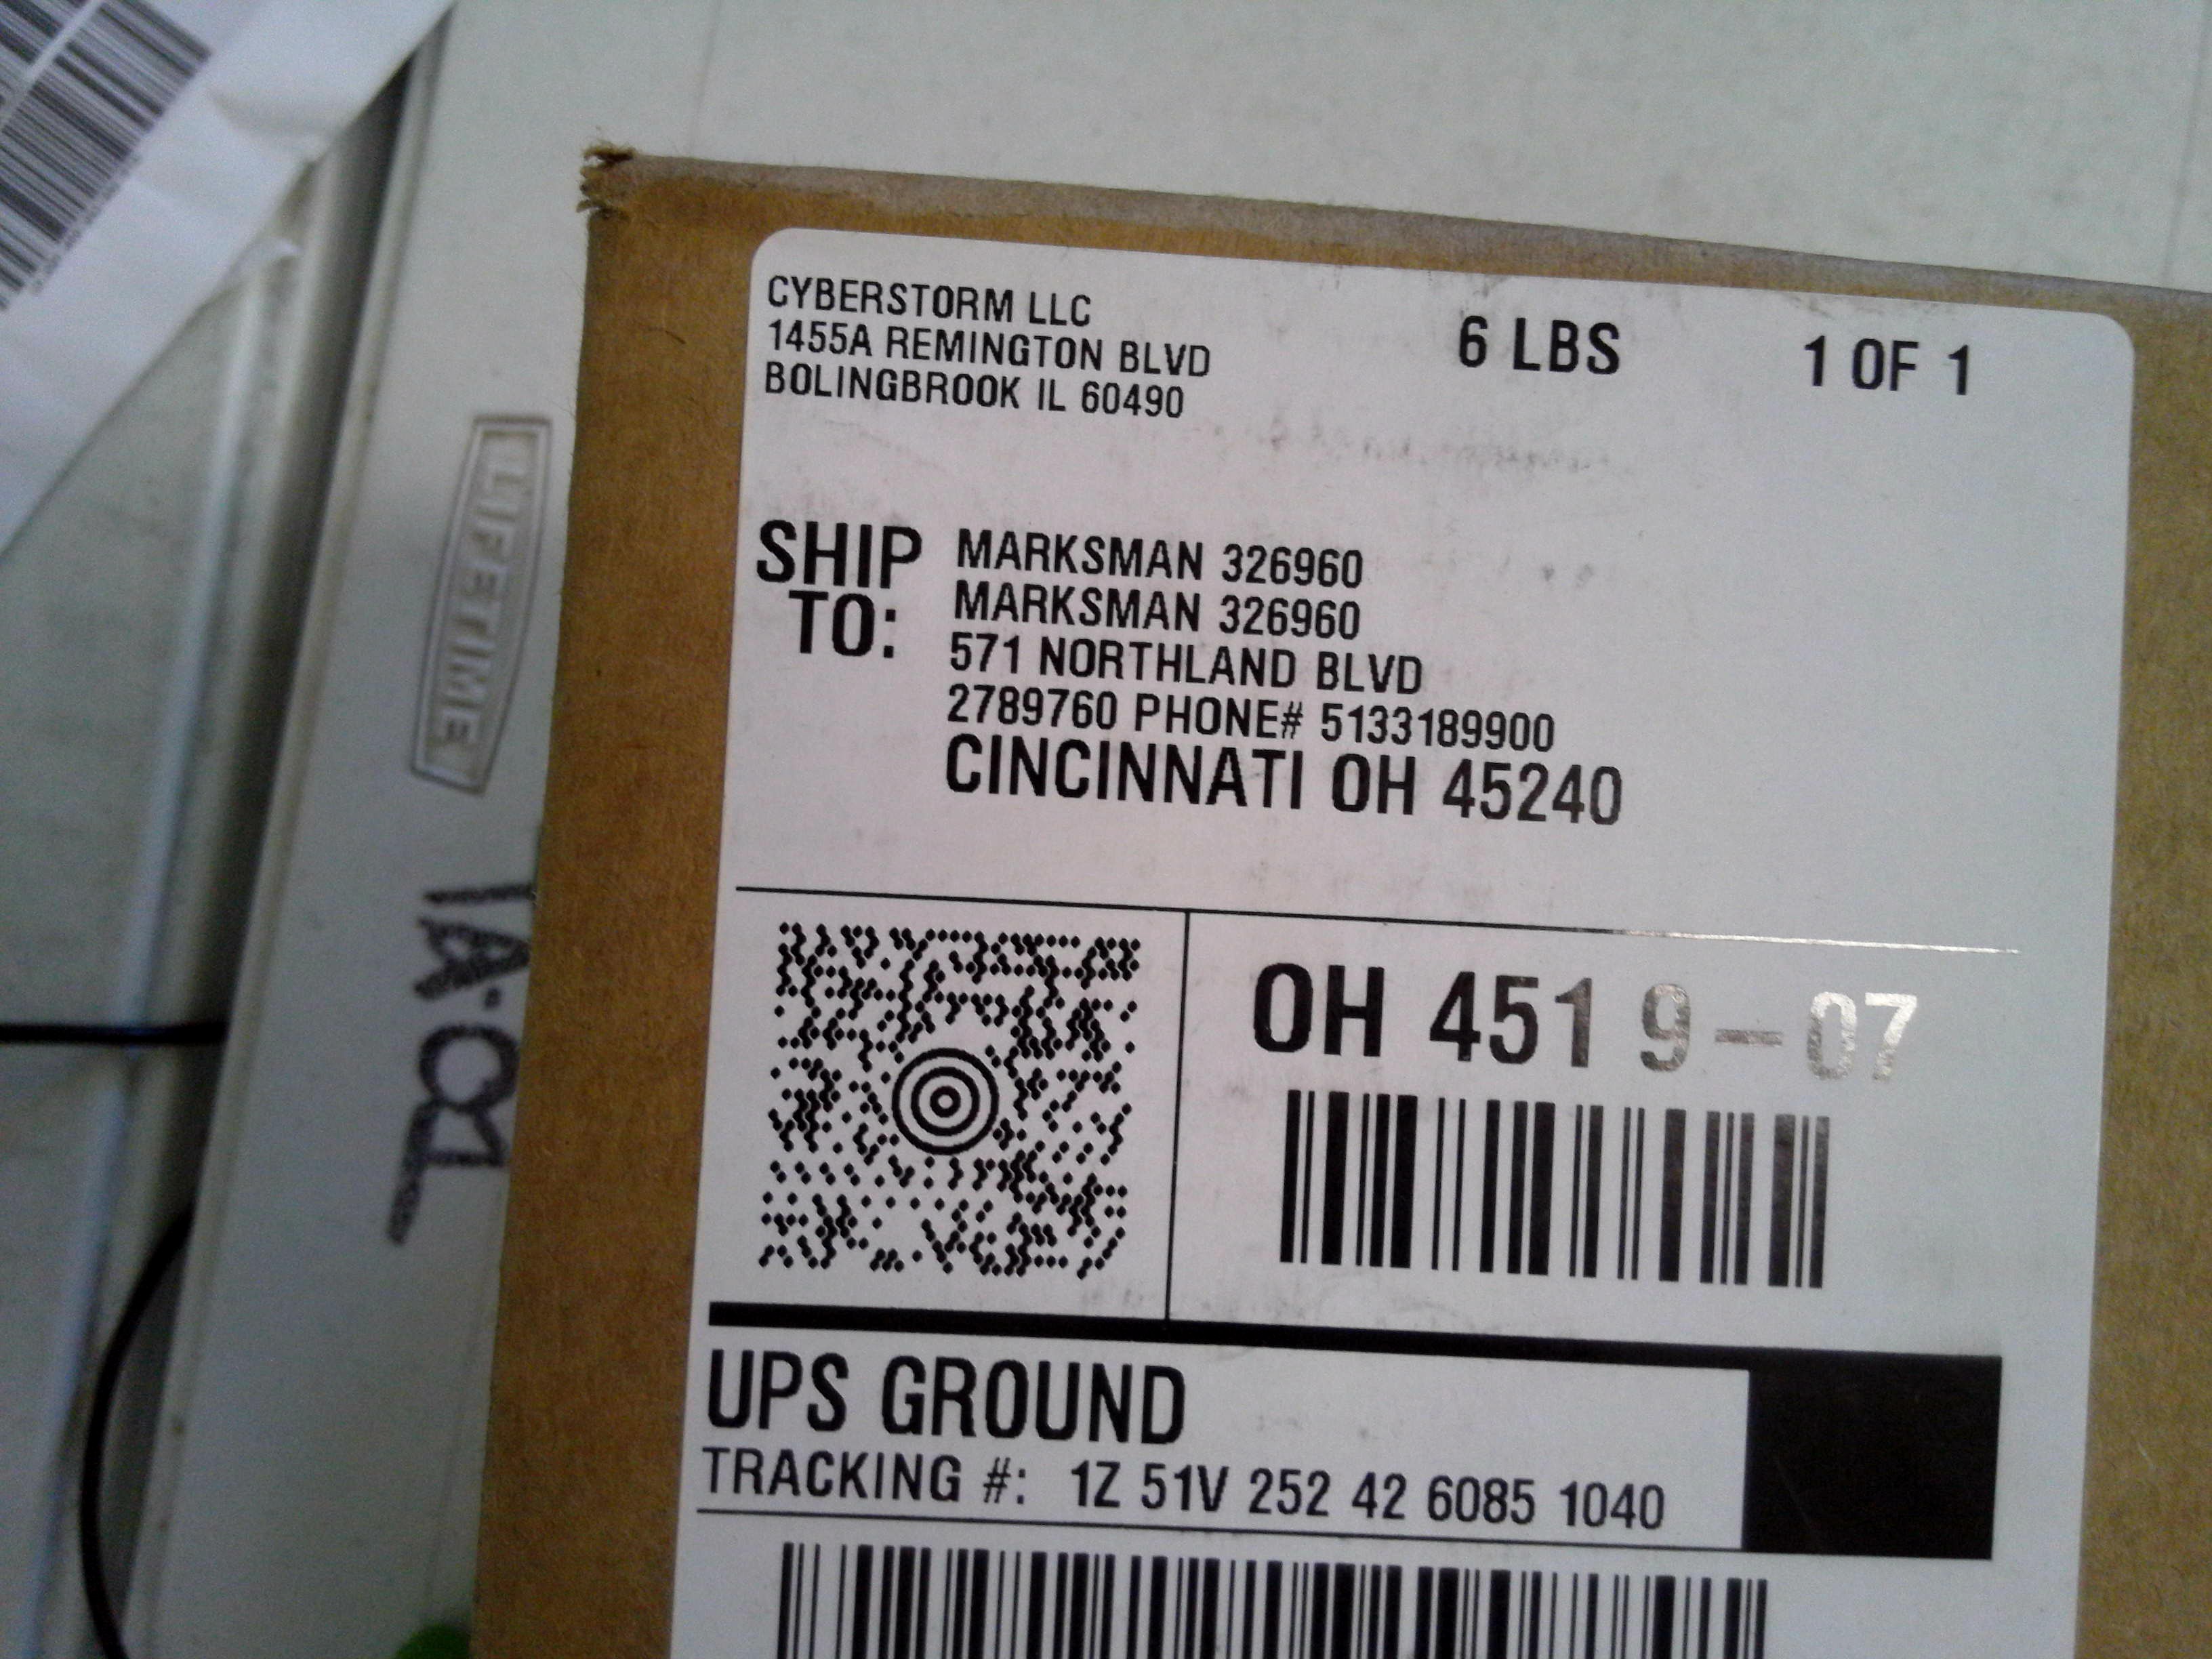 CYBERSTORM LLC
1455A REMINGTON BLVD
BOLINGBROOK IL 60490
6 LBS
1 OF 1
SHIP TO:
MARKSMAN 326960
MARKSMAN 326960
571 NORTHLAND BLVD
2789760 PHONE# 5133189900
CINCINNATI OH 45240
OH 451 9-07
UPS GROUND
TRACKING #: 1Z 51V 252 42 6085 1040
LIFETIME